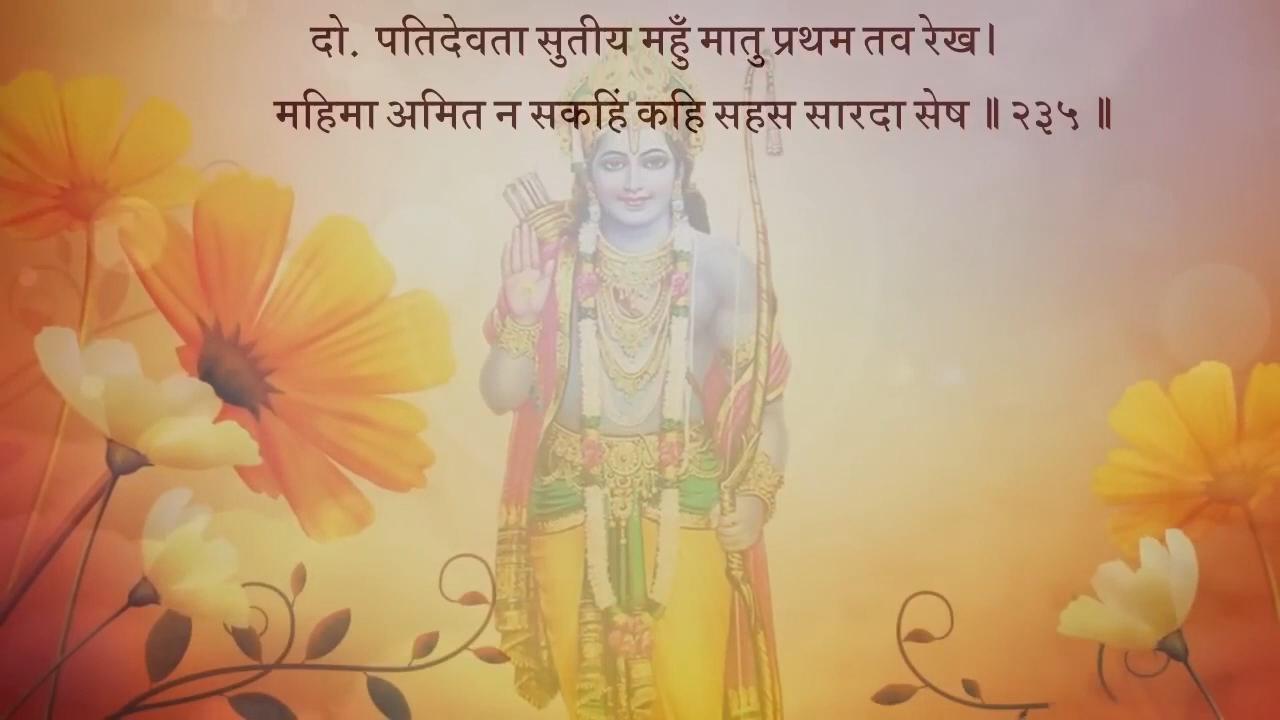 दो. पतिदेवता सुतीय महुँ मातु प्रथम तव रेख।
महिमा अमित न सकहिं कहि सहस सारदा सेष ॥ २३५ ॥